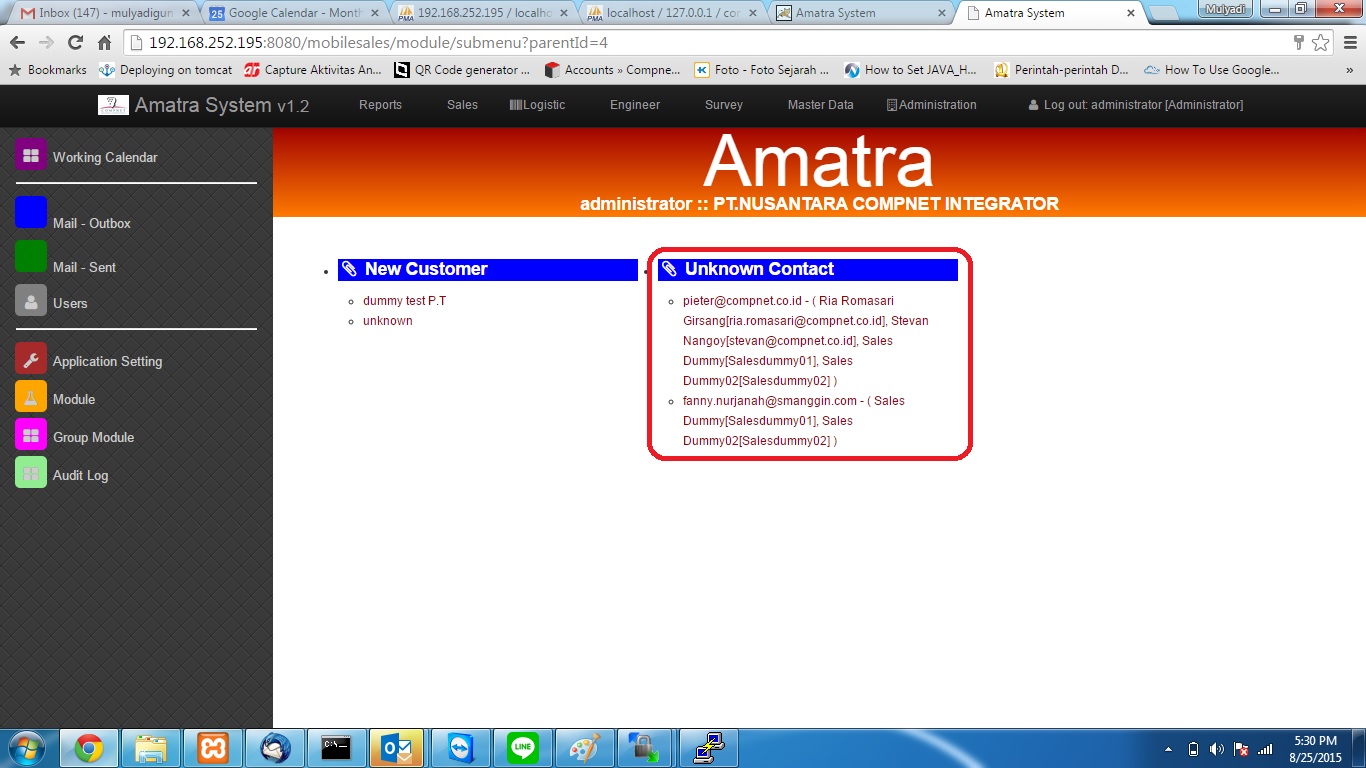 Inbox (147) - mulyadigun
Google Calendar - Month
192.168.252.195 / localho
localhost / 127.0.0.1 / cor
Amatra System
Amatra System
Mulyadi
192.168.252.195:8080/mobilesales/module/submenu?parentId=4
Bookmarks
Deploying on tomcat
Capture Aktivitas An...
QR Code generator ...
Accounts » Compne...
Foto - Foto Sejarah ...
How to Set JAVA_H...
Perintah-perintah D...
How To Use Google...
»
COMPNET
Amatra System v1.2
Reports
Sales
Logistic
Engineer
Survey
Master Data
Administration
Log out: administrator [Administrator]
Working Calendar
Mail - Outbox
Mail - Sent
Users
Application Setting
Module
Group Module
Audit Log
Amatra
administrator :: PT.NUSANTARA COMPNET INTEGRATOR
New Customer
dummy test P.T
unknown
Unknown Contact
pieter@compnet.co.id - ( Ria Romasari
Girsang[ria.romasari@compnet.co.id], Stevan
Nangoy[stevan@compnet.co.id], Sales
Dummy[Salesdummy01], Sales
Dummy02[Salesdummy02] )
fanny.nurjanah@smanggin.com - ( Sales
Dummy[Salesdummy01], Sales
Dummy02[Salesdummy02] )
C:\
LINE
5:30 PM
8/25/2015